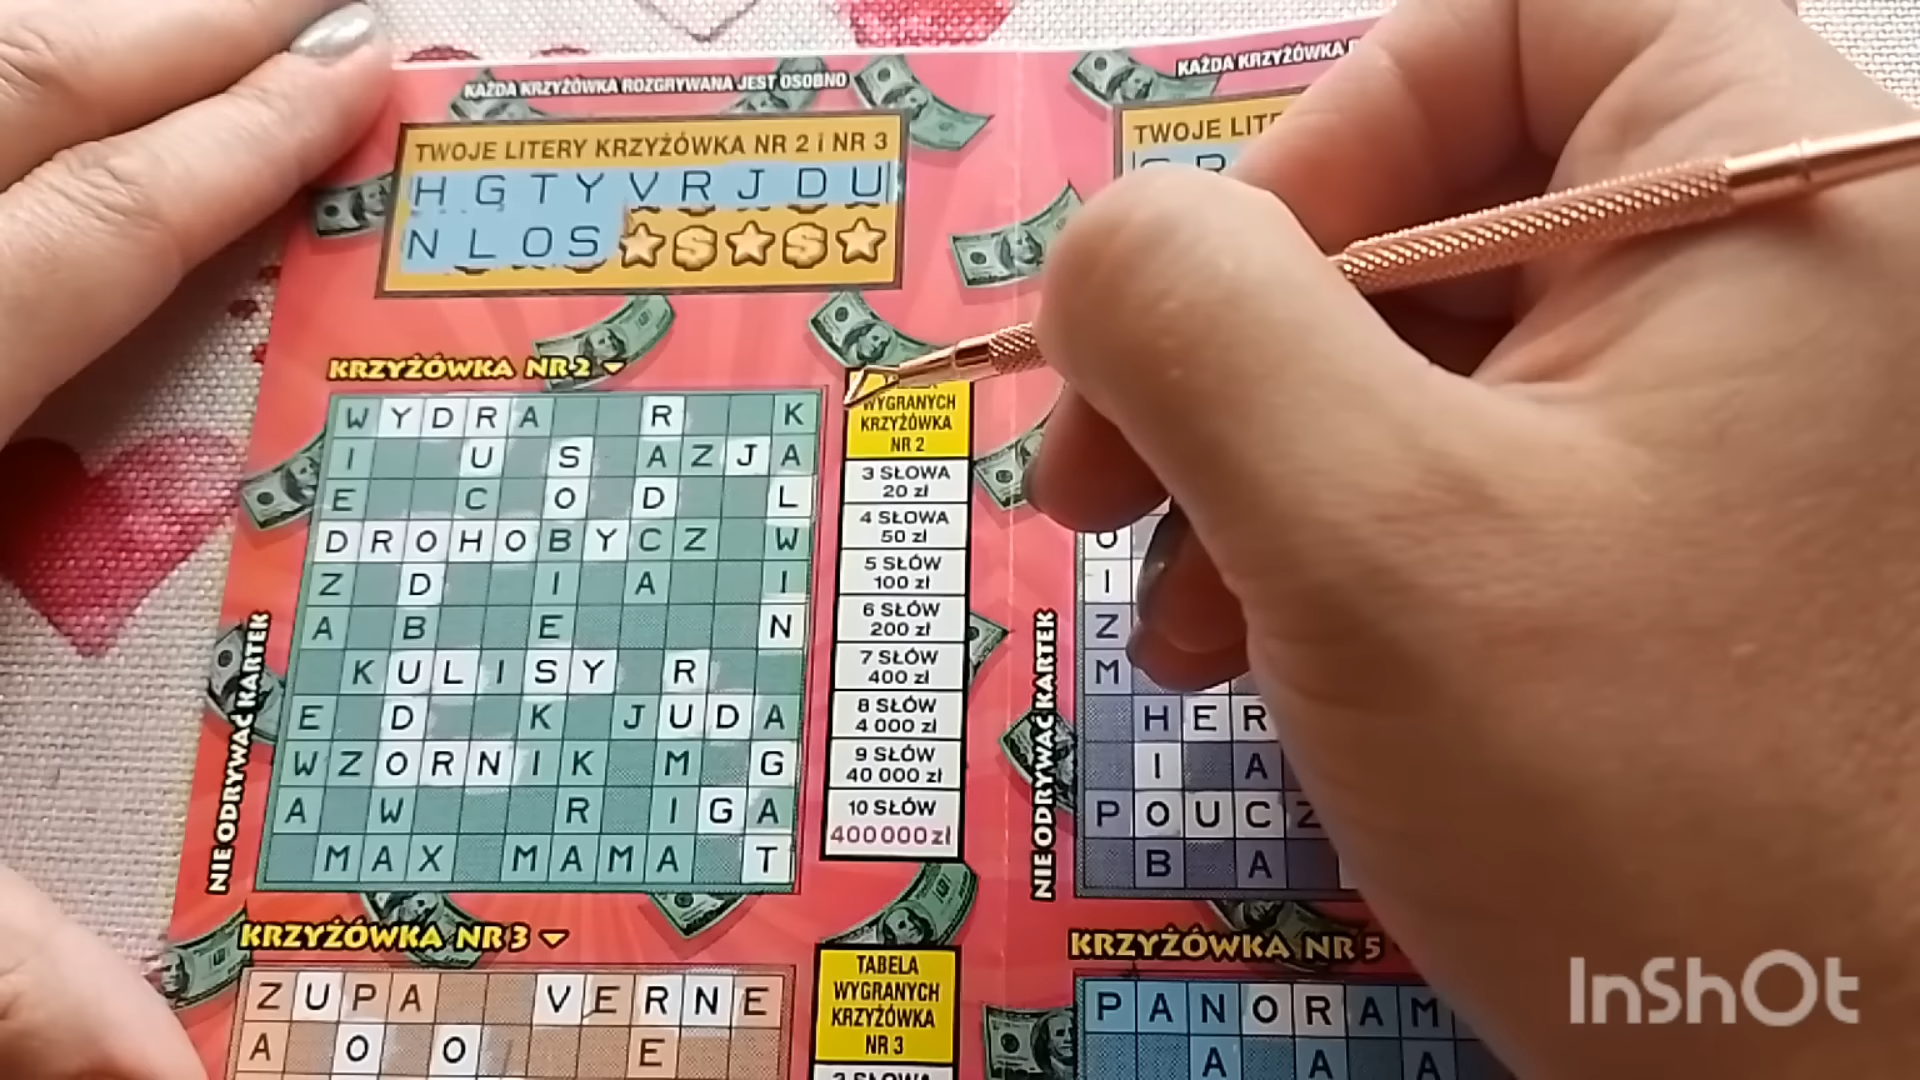 KAŻDA KRZYŻÓWKA ROZGRYWANA JEST OSOBNO
TWOJE LITERY KRZYŻÓWKA NR 2 i NR 3
H G T Y V R J D U
N L O S
KRZYŻÓWKA NR 2
W Y D R A R K
I U S A Z J A
E C O D L
D R O H O B Y C Z W
Z D I A I
A B E N
K U L I S Y R
E D K J U D A
W Z O R N I K M G
A W R I G A
M A X M A M A T
WYGRANYCH
KRZYŻÓWKA
NR 2
3 SŁOWA
20 zł
4 SŁOWA
50 zł
5 SŁÓW
100 zł
6 SŁÓW
200 zł
7 SŁÓW
400 zł
8 SŁÓW
4 000 zł
9 SŁÓW
40 000 zł
10 SŁÓW
400 000 zł
NIE ODRYWAĆ KARTEK
KRZYŻÓWKA NR 3
Z U P A V E R N E
A O O E
TABELA
WYGRANYCH
KRZYŻÓWKA
NR 3
KAŻDA KRZYŻÓWKA
TWOJE
O
I
Z
M
H E R
I A
P O U C Z
B A
NIE ODRYWAĆ KARTEK
KRZYŻÓWKA NR 5
P A N O R A M
A A A
InShOt